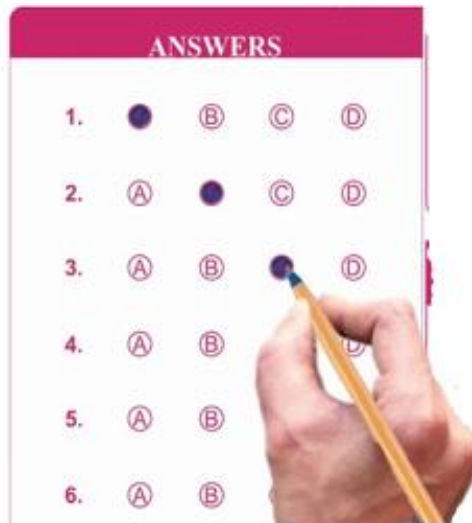 ANSWERS
1. Ⓑ Ⓒ Ⓓ
2. Ⓐ Ⓒ Ⓓ
3. Ⓐ Ⓑ Ⓓ
4. Ⓐ Ⓑ Ⓓ
5. Ⓐ Ⓑ
6. Ⓐ Ⓑ